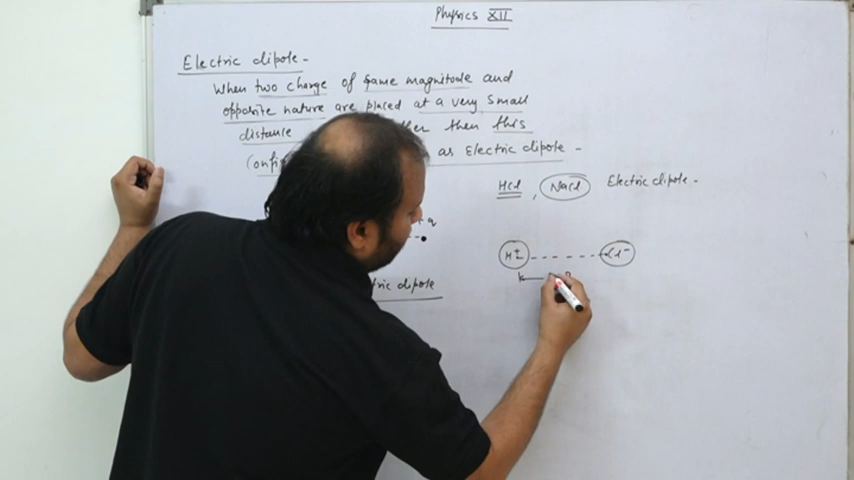 Physics XII
Electric dipole -
When two charge of same magnitude and
opposite nature are placed at a very small
distance then this
as Electric dipole -
HCl , NaCl Electric dipole -
+ q
H+ Cl-
dipole